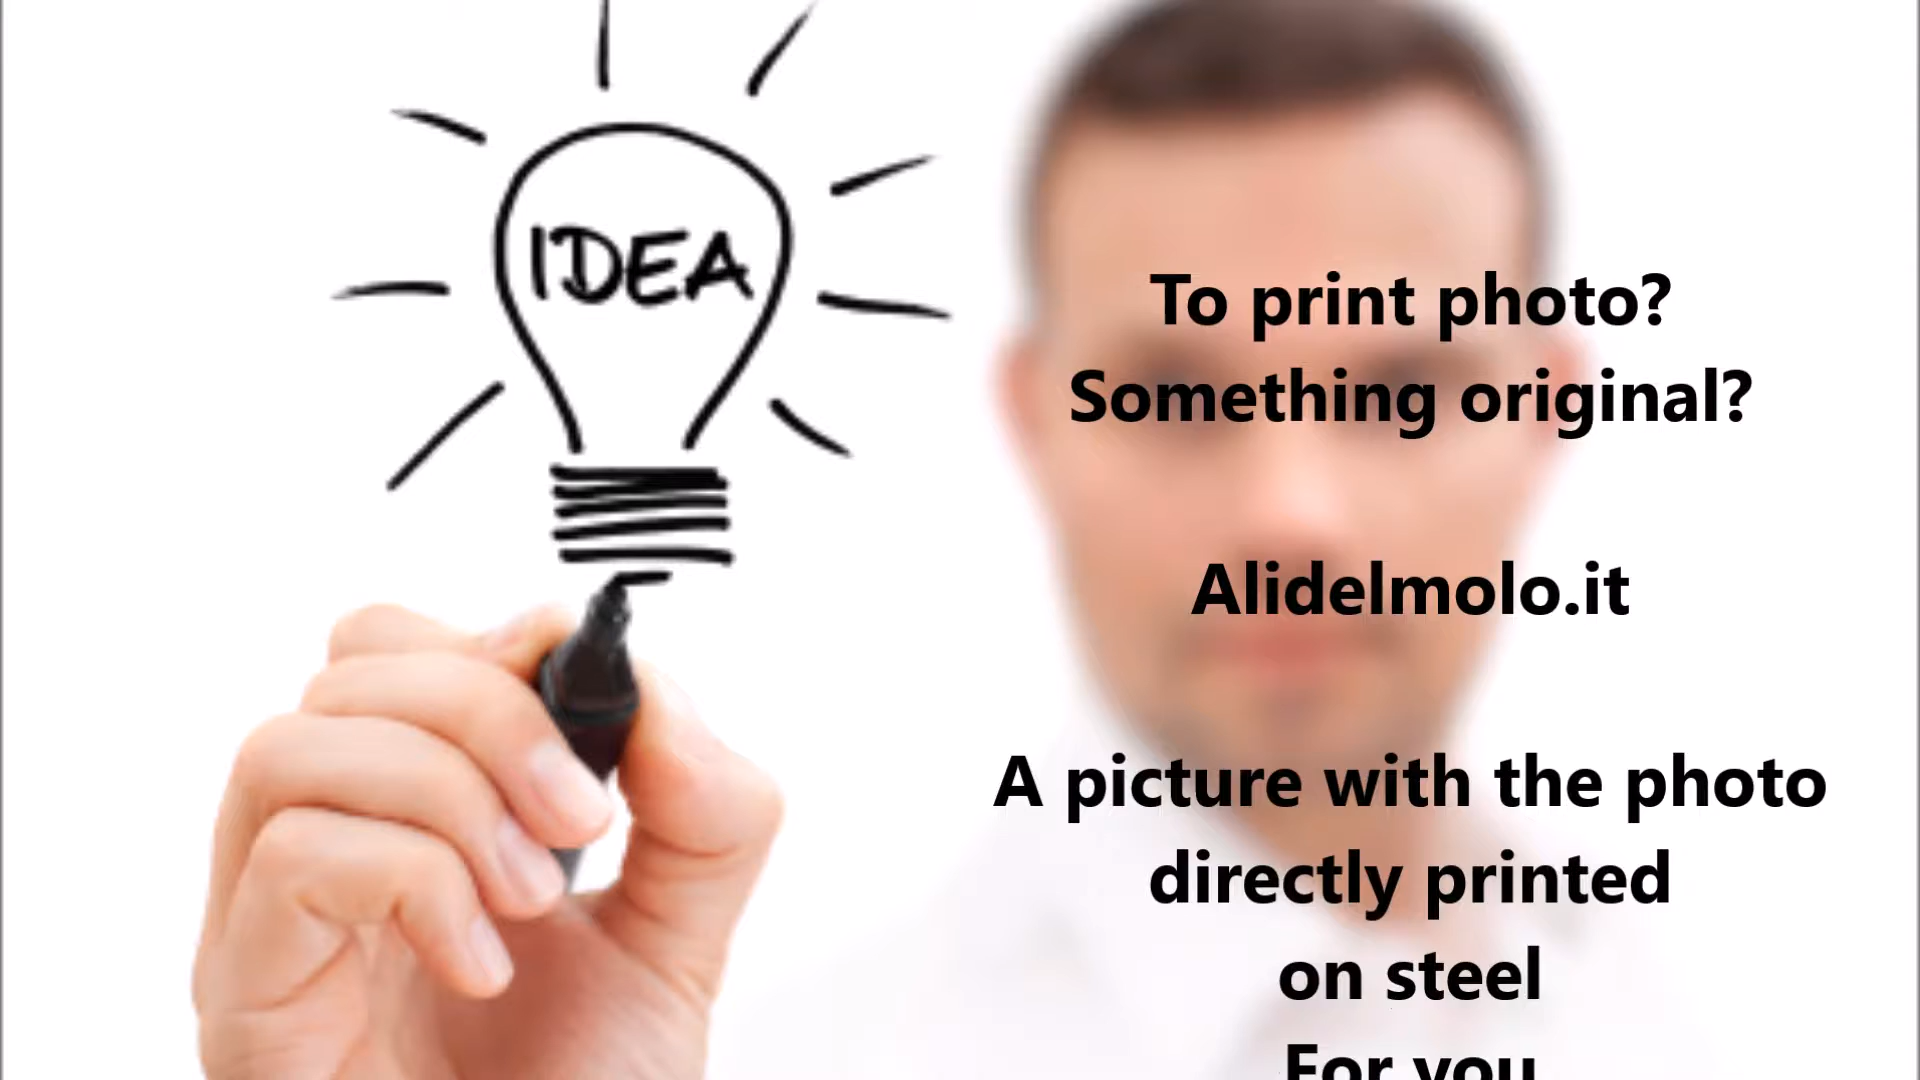 IDEA
To print photo?
Something original?
Alidelmolo.it
A picture with the photo
directly printed
on steel
For you